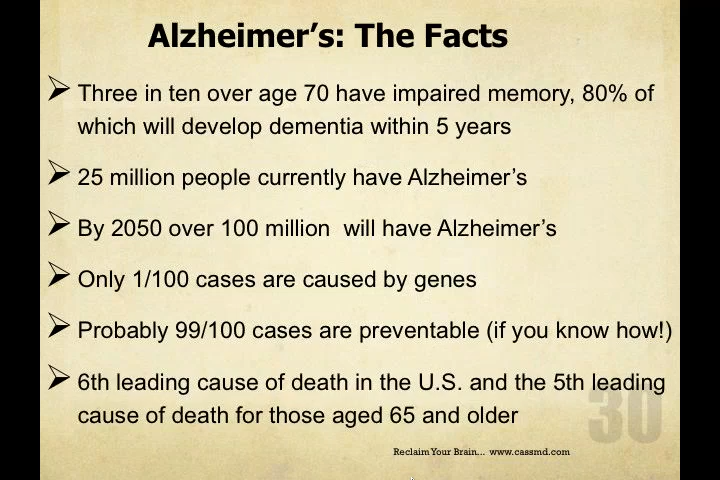 Alzheimer's: The Facts
Three in ten over age 70 have impaired memory, 80% of
which will develop dementia within 5 years
25 million people currently have Alzheimer's
By 2050 over 100 million  will have Alzheimer's
Only 1/100 cases are caused by genes
Probably 99/100 cases are preventable (if you know how!)
6th leading cause of death in the U.S. and the 5th leading
cause of death for those aged 65 and older
30
Reclaim Your Brain... www.cassmd.com